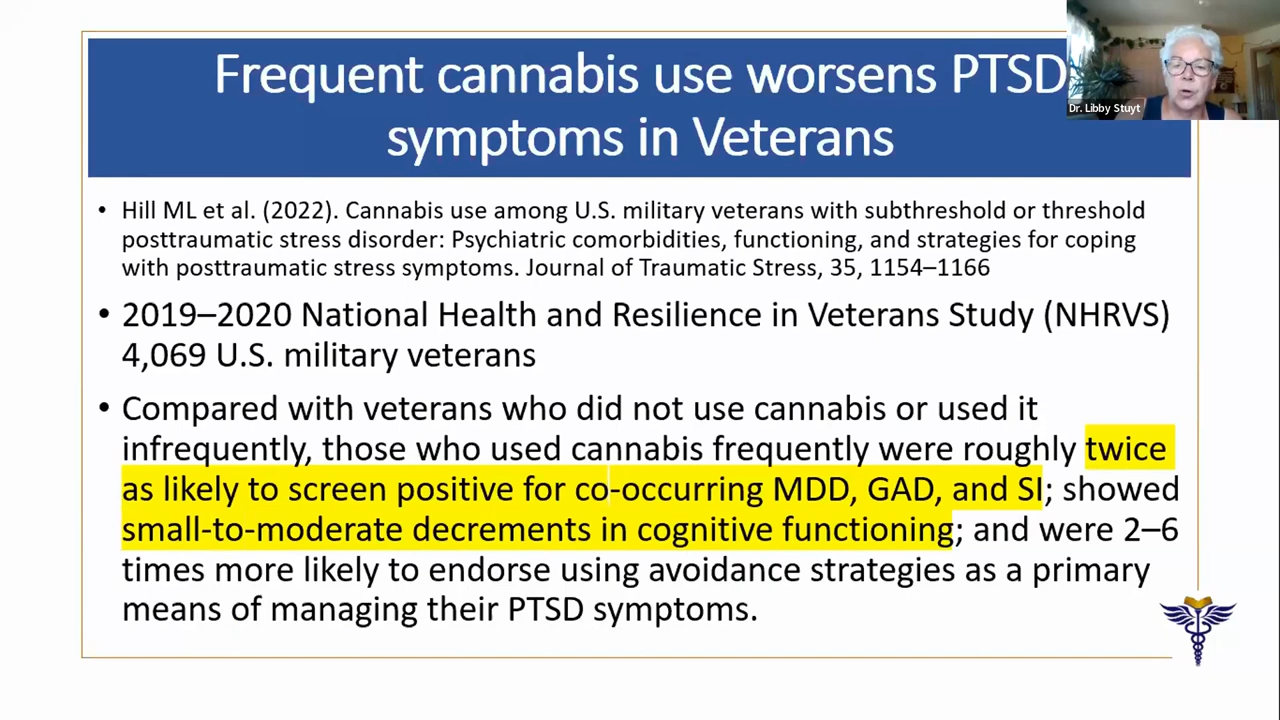 Frequent cannabis use worsens PTSD
symptoms in Veterans
Dr. Libby Stuyt
• Hill ML et al. (2022). Cannabis use among U.S. military veterans with subthreshold or threshold
posttraumatic stress disorder: Psychiatric comorbidities, functioning, and strategies for coping
with posttraumatic stress symptoms. Journal of Traumatic Stress, 35, 1154–1166
• 2019–2020 National Health and Resilience in Veterans Study (NHRVS)
4,069 U.S. military veterans
• Compared with veterans who did not use cannabis or used it
infrequently, those who used cannabis frequently were roughly twice
as likely to screen positive for co-occurring MDD, GAD, and SI; showed
small-to-moderate decrements in cognitive functioning; and were 2–6
times more likely to endorse using avoidance strategies as a primary
means of managing their PTSD symptoms.